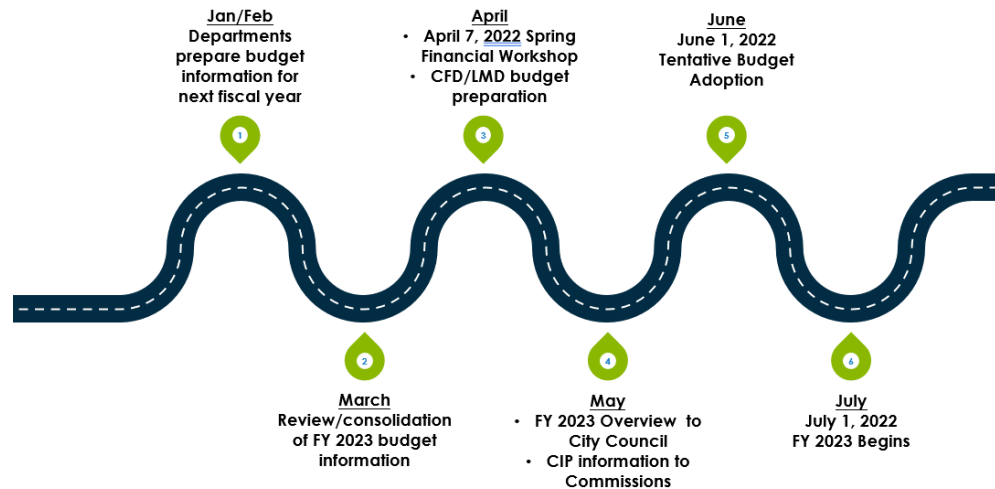 Jan/Feb
Departments
prepare budget
information for
next fiscal year
1
March
Review/consolidation
of FY 2023 budget
information
2
April
• April 7, 2022 Spring
Financial Workshop
• CFD/LMD budget
preparation
3
May
• FY 2023 Overview to
City Council
• CIP information to
Commissions
4
June
June 1, 2022
Tentative Budget
Adoption
5
July
July 1, 2022
FY 2023 Begins
6